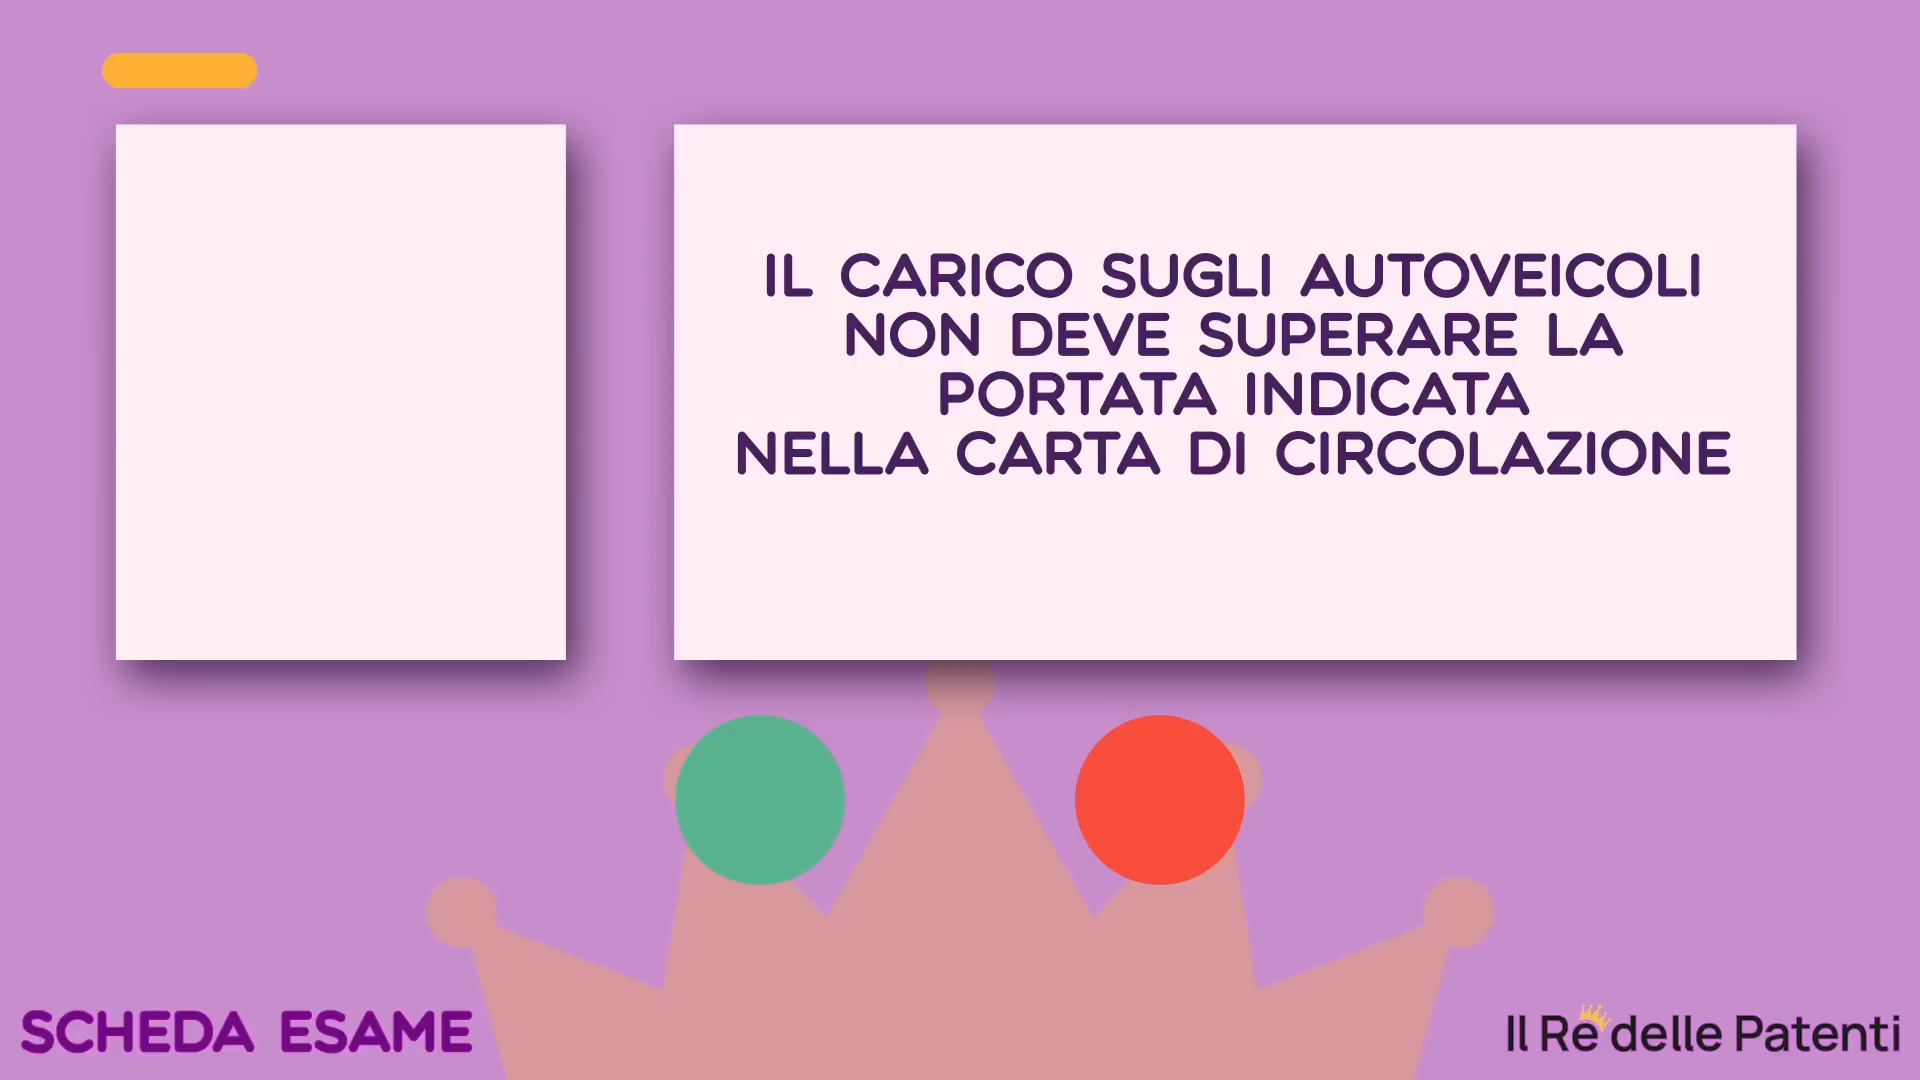 IL CARICO SUGLI AUTOVEICOLI
NON DEVE SUPERARE LA
PORTATA INDICATA
NELLA CARTA DI CIRCOLAZIONE
SCHEDA ESAME
Il Re delle Patenti